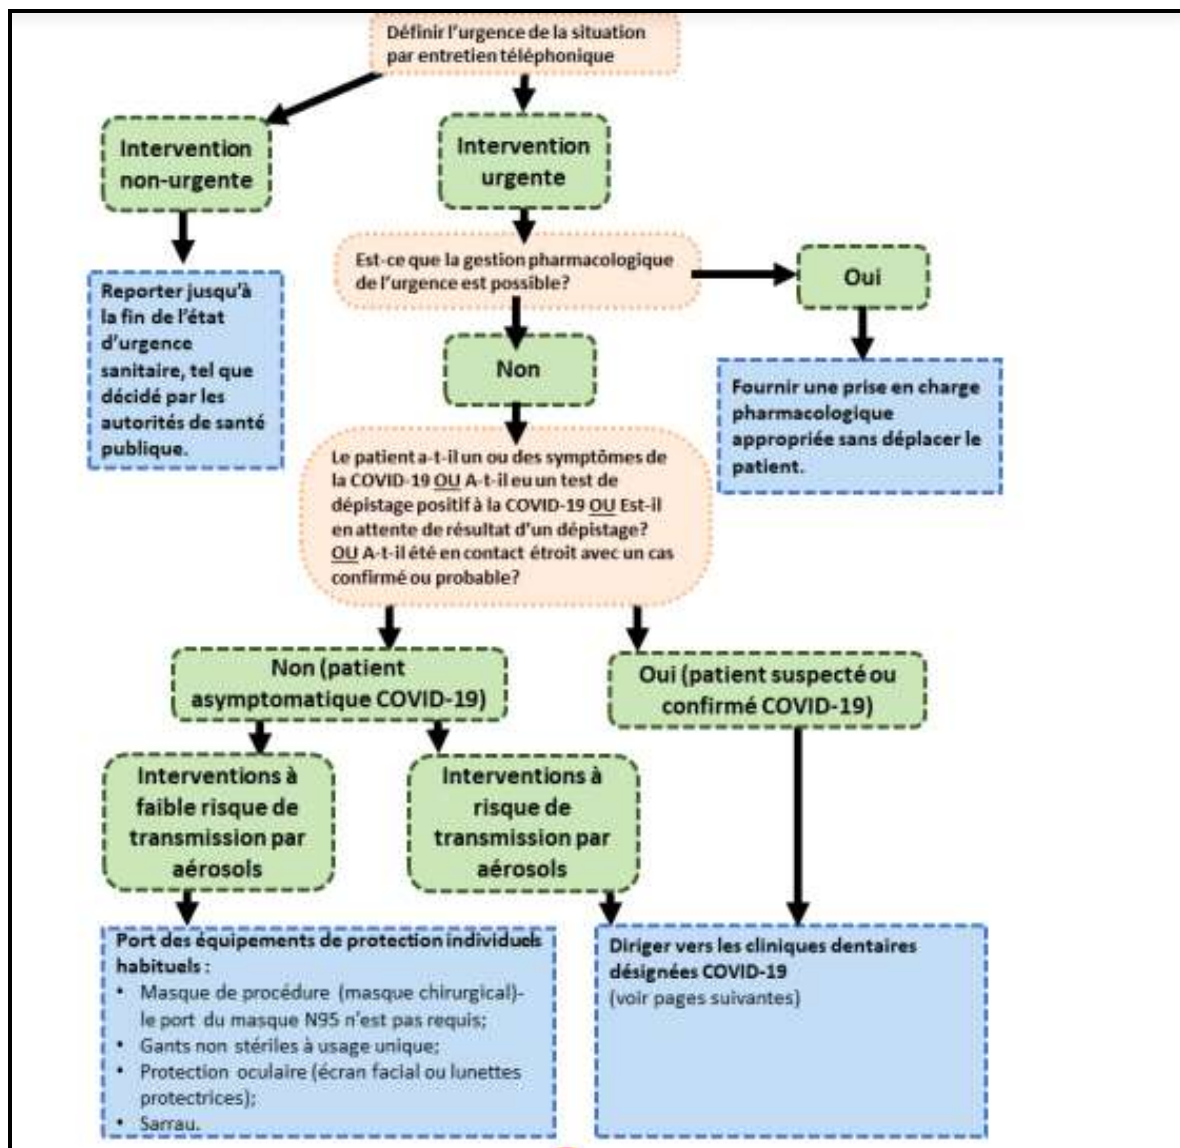 Définir l'urgence de la situation
par entretien téléphonique
Intervention
non-urgente
Intervention
urgente
Reporter jusqu'à
la fin de l'état
d'urgence
sanitaire, tel que
décidé par les
autorités de santé
publique.
Est-ce que la gestion pharmacologique
de l'urgence est possible?
Oui
Non
Fournir une prise en charge
pharmacologique
appropriée sans déplacer le
patient.
Le patient a-t-il un ou des symptômes de
la COVID-19 OU A-t-il eu un test de
dépistage positif à la COVID-19 OU Est-il
en attente de résultat d'un dépistage?
OU A-t-il été en contact étroit avec un cas
confirmé ou probable?
Non (patient
asymptomatique COVID-19)
Oui (patient suspecté ou
confirmé COVID-19)
Interventions à
faible risque de
transmission par
aérosols
Interventions à
risque de
transmission par
aérosols
Port des équipements de protection individuels
habituels :
• Masque de procédure (masque chirurgical)-
le port du masque N95 n'est pas requis;
• Gants non stériles à usage unique;
• Protection oculaire (écran facial ou lunettes
protectrices);
• Sarrau.
Diriger vers les cliniques dentaires
désignées COVID-19
(voir pages suivantes)